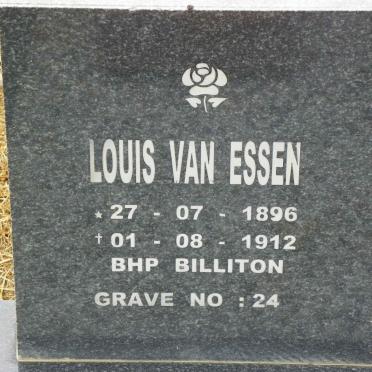 LOUIS VAN ESSEN
* 27 - 07 - 1896
† 01 - 08 - 1912
BHP BILLITON
GRAVE NO : 24